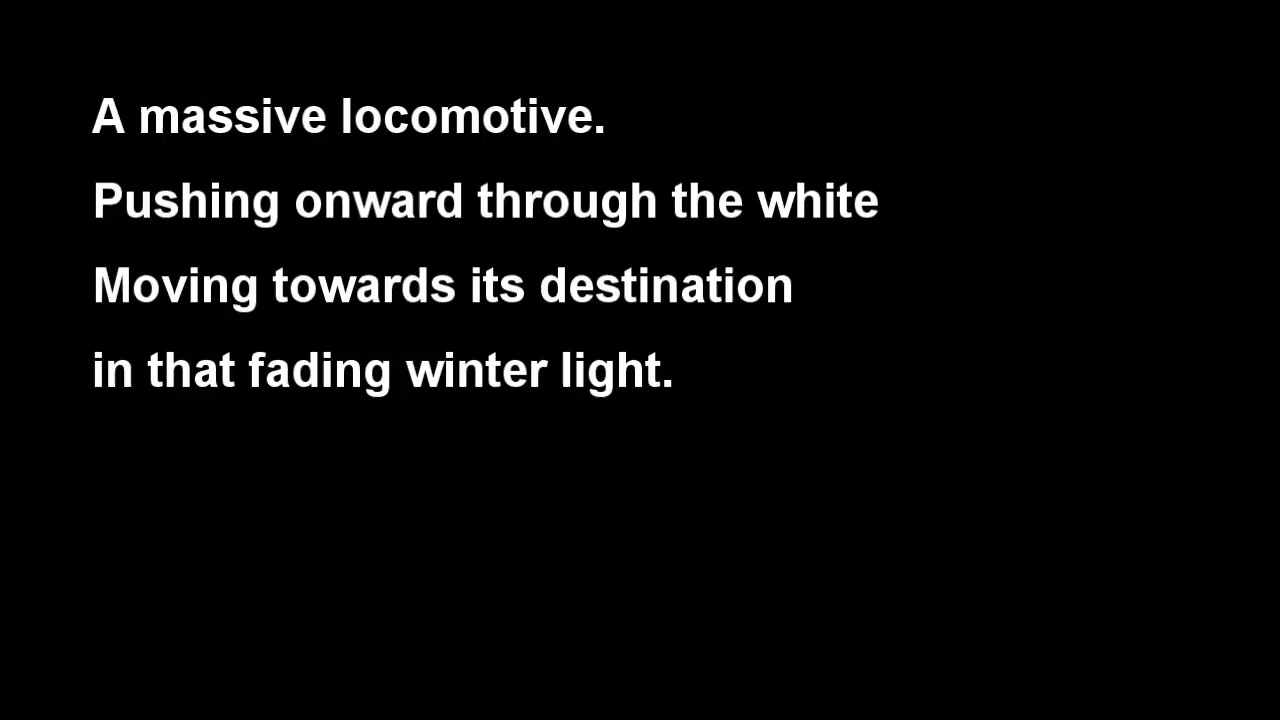 A massive locomotive.
Pushing onward through the white
Moving towards its destination
in that fading winter light.